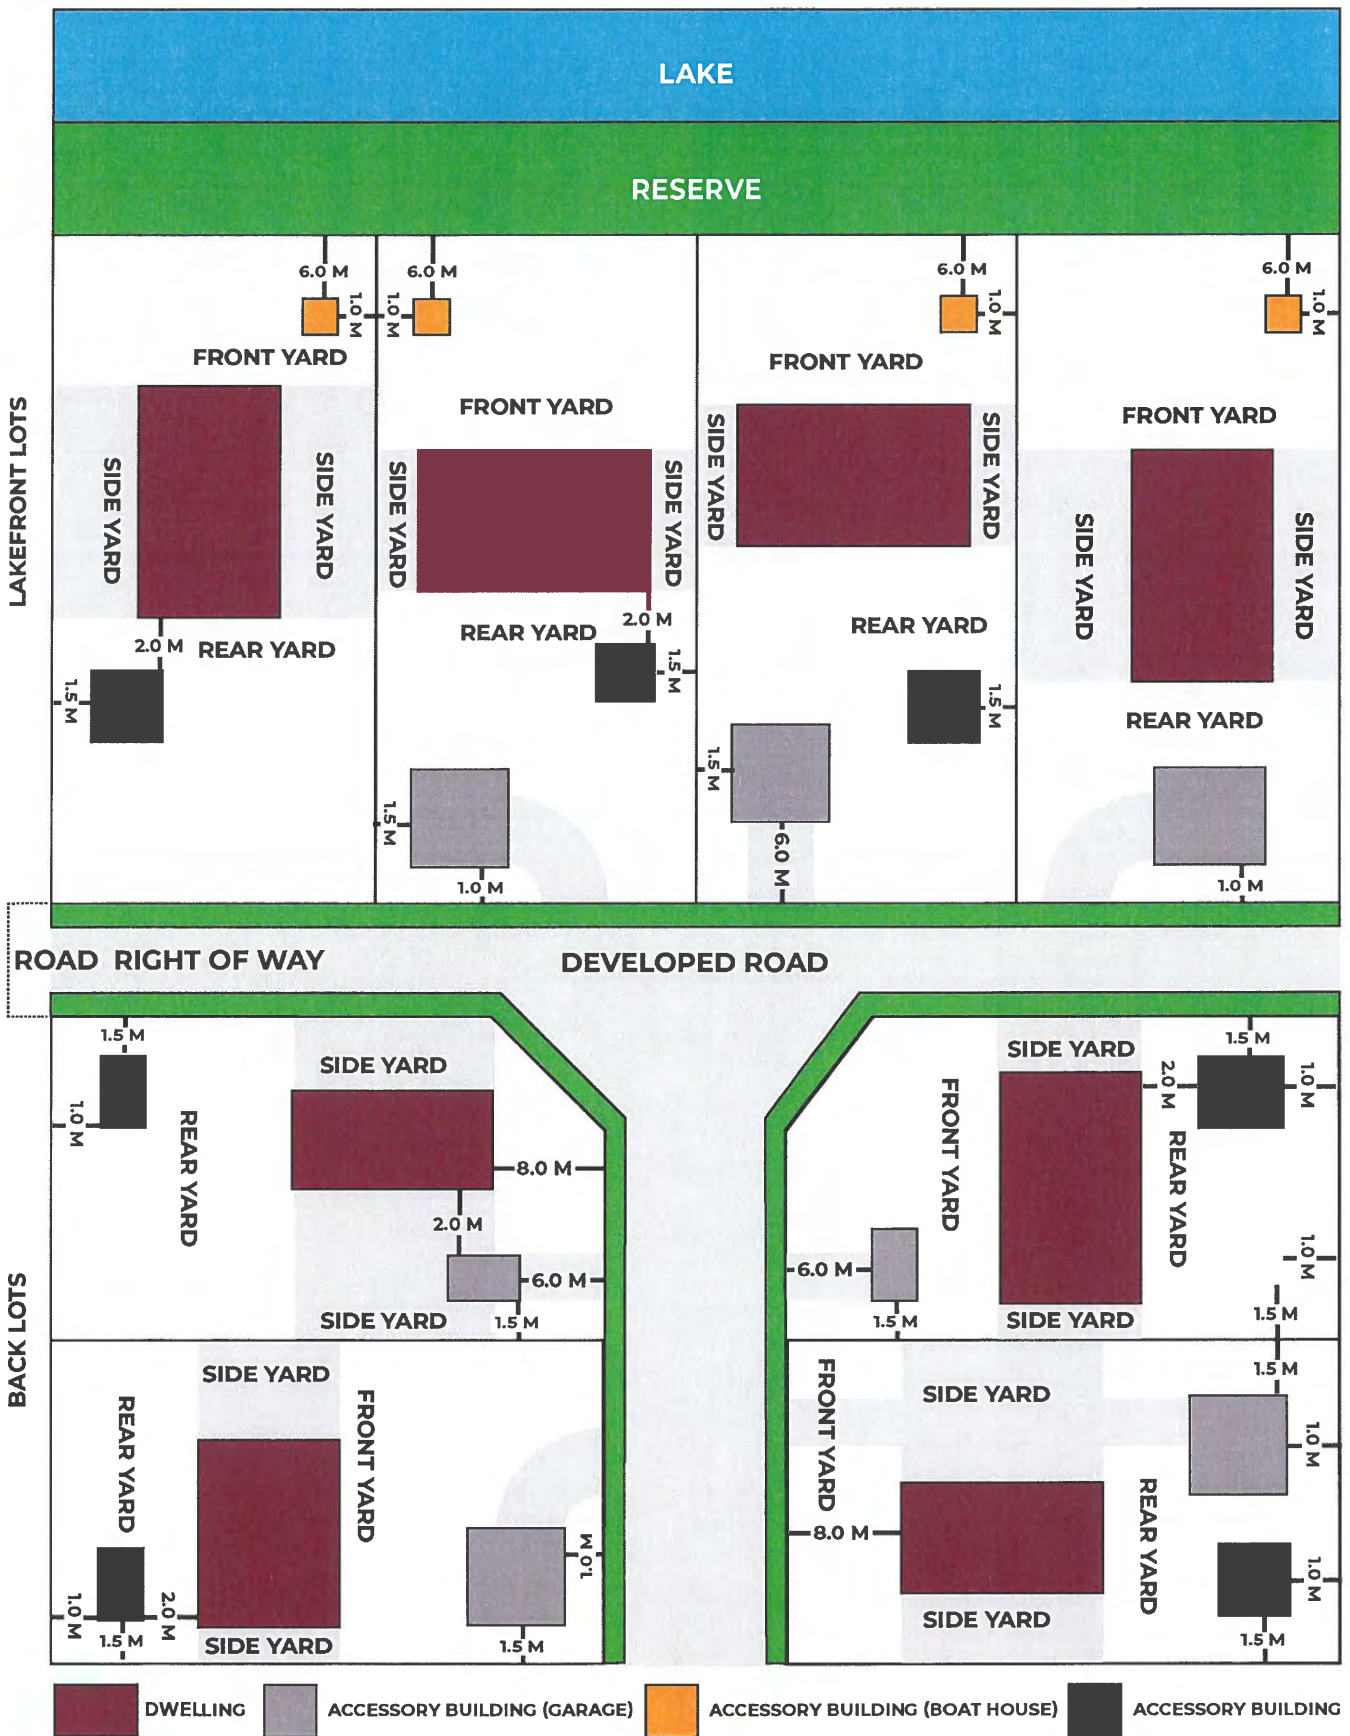 LAKE
RESERVE
LAKEFRONT LOTS
6.0 M
6.0 M
6.0 M
6.0 M
1.0 M
1.0 M
1.0 M
1.0 M
FRONT YARD
FRONT YARD
FRONT YARD
FRONT YARD
SIDE YARD
SIDE YARD
SIDE YARD
SIDE YARD
SIDE YARD
SIDE YARD
SIDE YARD
SIDE YARD
2.0 M
REAR YARD
REAR YARD
2.0 M
REAR YARD
REAR YARD
1.5 M
1.5 M
1.5 M
1.5 M
1.5 M
1.0 M
6.0 M
1.0 M
ROAD RIGHT OF WAY
DEVELOPED ROAD
BACK LOTS
1.5 M
1.0 M
REAR YARD
SIDE YARD
8.0 M
2.0 M
6.0 M
SIDE YARD
1.5 M
SIDE YARD
1.5 M
FRONT YARD
2.0 M
1.0 M
REAR YARD
6.0 M
1.5 M
SIDE YARD
1.0 M
1.5 M
SIDE YARD
REAR YARD
FRONT YARD
1.0 M
1.5 M
2.0 M
SIDE YARD
1.0 M
1.5 M
FRONT YARD
SIDE YARD
1.5 M
1.0 M
8.0 M
REAR YARD
SIDE YARD
1.0 M
1.5 M
DWELLING
ACCESSORY BUILDING (GARAGE)
ACCESSORY BUILDING (BOAT HOUSE)
ACCESSORY BUILDING